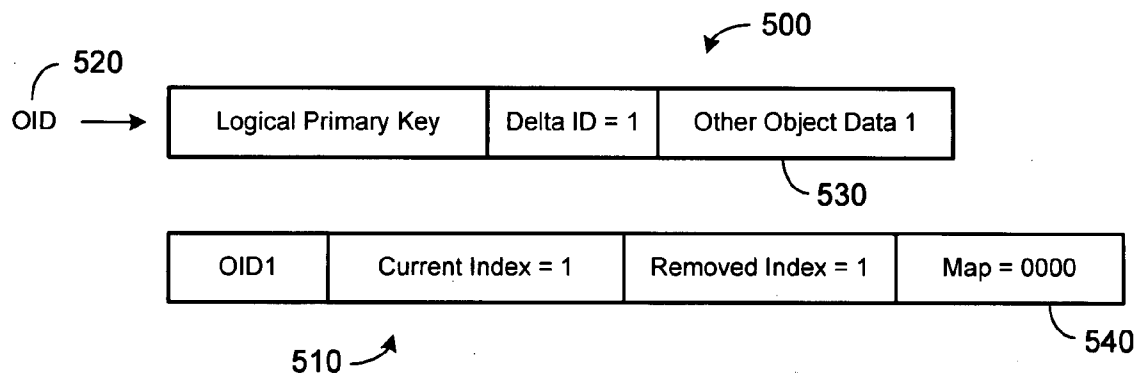 500
520
OID
Logical Primary Key
Delta ID = 1
Other Object Data 1
530
OID1
Current Index = 1
Removed Index = 1
Map = 0000
510
540